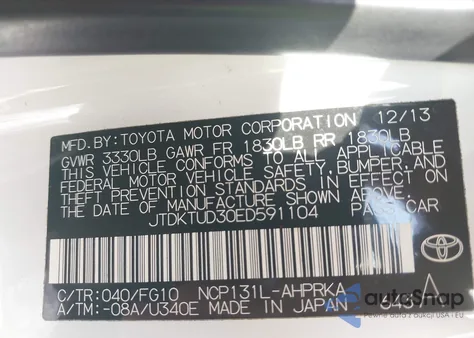 MFD.BY:TOYOTA MOTOR CORPORATION 12/13
GVWR 3330LB GAWR FR 1830LB RR 1830LB
THIS VEHICLE CONFORMS TO ALL APPLICABLE
FEDERAL MOTOR VEHICLE SAFETY, BUMPER, AND
THEFT PREVENTION STANDARDS IN EFFECT ON
THE DATE OF MANUFACTURE SHOWN ABOVE.
JTDKTUD30ED591104 PASS.CAR
C/TR:040/FG10 NCP131L-AHPRKA
A/TM:-08A/U340E MADE IN JAPAN
TOYOTA
autoSnap